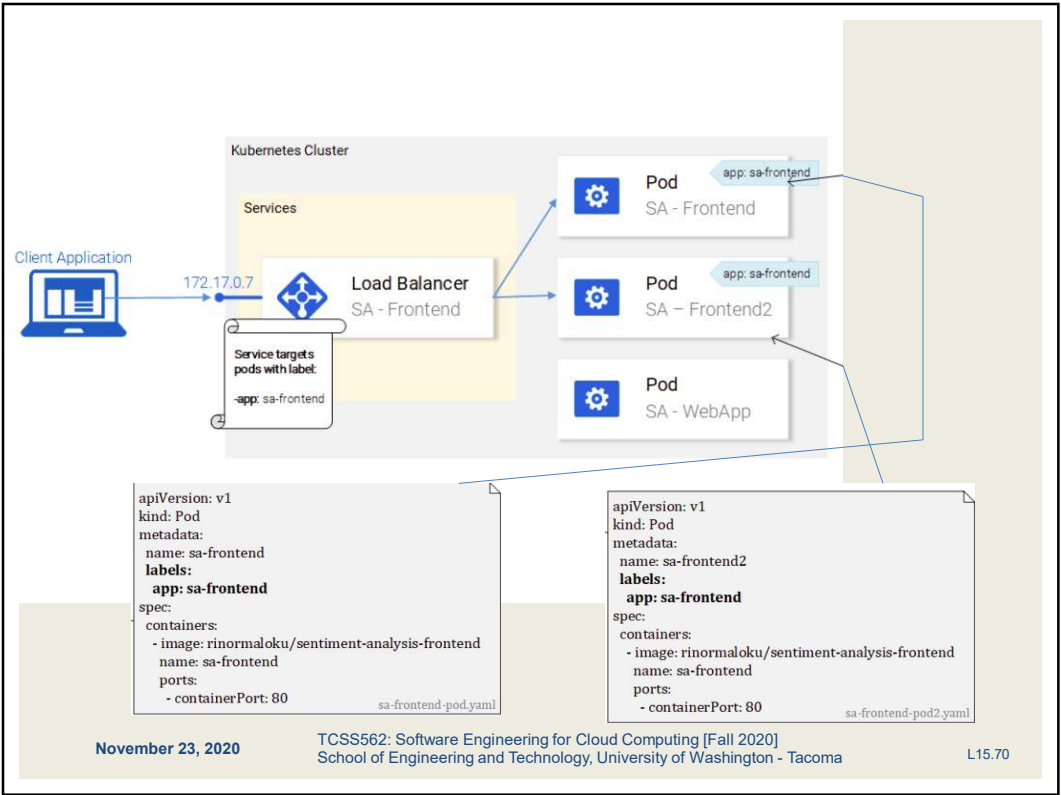 Kubernetes Cluster
Services
Client Application
172.17.0.7
Load Balancer
SA - Frontend
Service targets
pods with label:
-app: sa-frontend
Pod
SA - Frontend
app: sa-frontend
Pod
SA – Frontend2
app: sa-frontend
Pod
SA - WebApp
apiVersion: v1
kind: Pod
metadata:
name: sa-frontend
labels:
app: sa-frontend
spec:
containers:
- image: rinormaloku/sentiment-analysis-frontend
name: sa-frontend
ports:
- containerPort: 80
sa-frontend-pod.yaml
apiVersion: v1
kind: Pod
metadata:
name: sa-frontend2
labels:
app: sa-frontend
spec:
containers:
- image: rinormaloku/sentiment-analysis-frontend
name: sa-frontend
ports:
- containerPort: 80
sa-frontend-pod2.yaml
November 23, 2020
TCSS562: Software Engineering for Cloud Computing [Fall 2020]
School of Engineering and Technology, University of Washington - Tacoma
L15.70